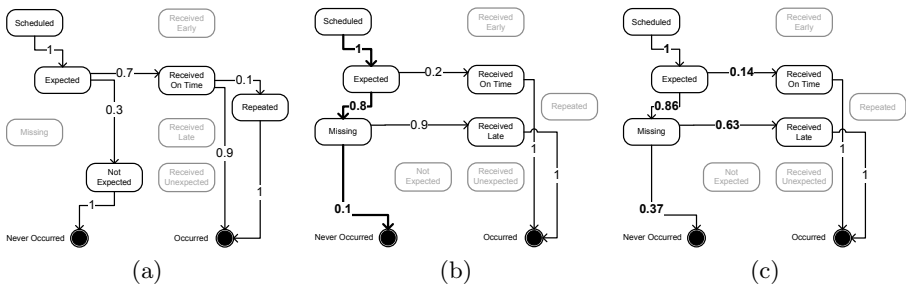 Scheduled
Received
Early
1
Expected
0.7
Received
On Time
0.1
Repeated
0.3
Missing
Received
Late
0.9
Not
Expected
Received
Unexpected
1
1
Never Occurred
Occurred
(a)
Scheduled
Received
Early
1
Expected
0.2
Received
On Time
0.8
Repeated
Missing
0.9
Received
Late
1
Not
Expected
Received
Unexpected
1
0.1
Never Occurred
Occurred
(b)
Scheduled
Received
Early
1
Expected
0.14
Received
On Time
0.86
Repeated
Missing
0.63
Received
Late
1
Not
Expected
Received
Unexpected
1
0.37
Never Occurred
Occurred
(c)